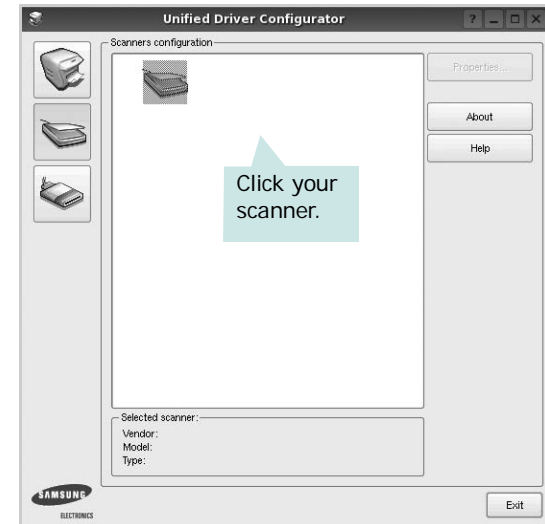 Unified Driver Configurator
Scanners configuration
Properties...
About
Help
Click your
scanner.
Selected scanner:
Vendor:
Model:
Type:
SAMSUNG
ELECTRONICS
Exit